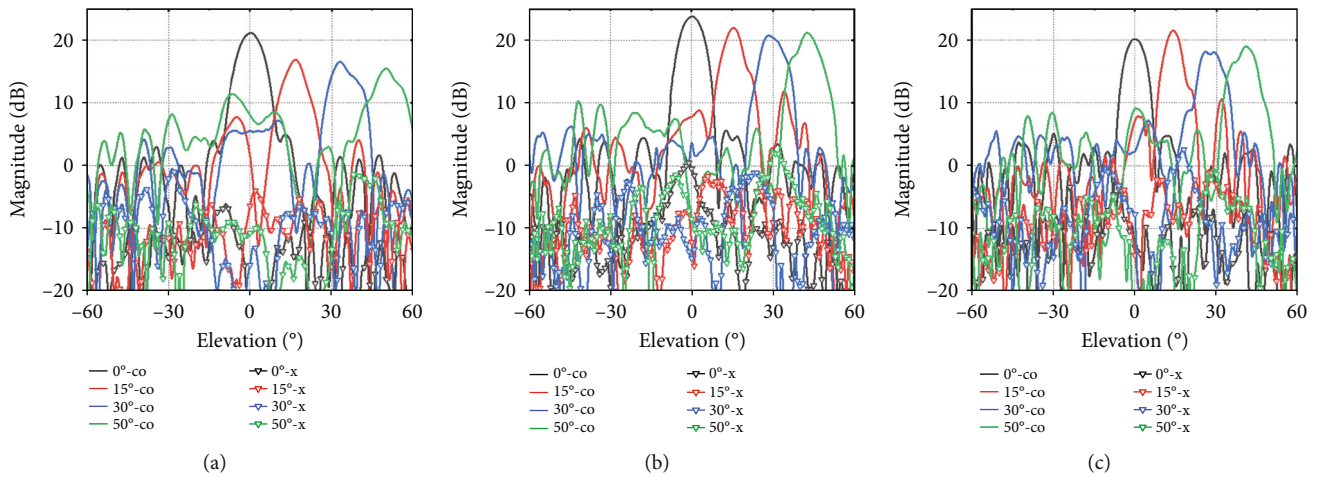 20
10
0
−10
−20
Magnitude (dB)
−60
−30
0
30
60
Elevation (°)
0°-co
0°-x
15°-co
15°-x
30°-co
30°-x
50°-co
50°-x
(a)
20
10
0
−10
−20
Magnitude (dB)
−60
−30
0
30
60
Elevation (°)
0°-co
0°-x
15°-co
15°-x
30°-co
30°-x
50°-co
50°-x
(b)
20
10
0
−10
−20
Magnitude (dB)
−60
−30
0
30
60
Elevation (°)
0°-co
0°-x
15°-co
15°-x
30°-co
30°-x
50°-co
50°-x
(c)